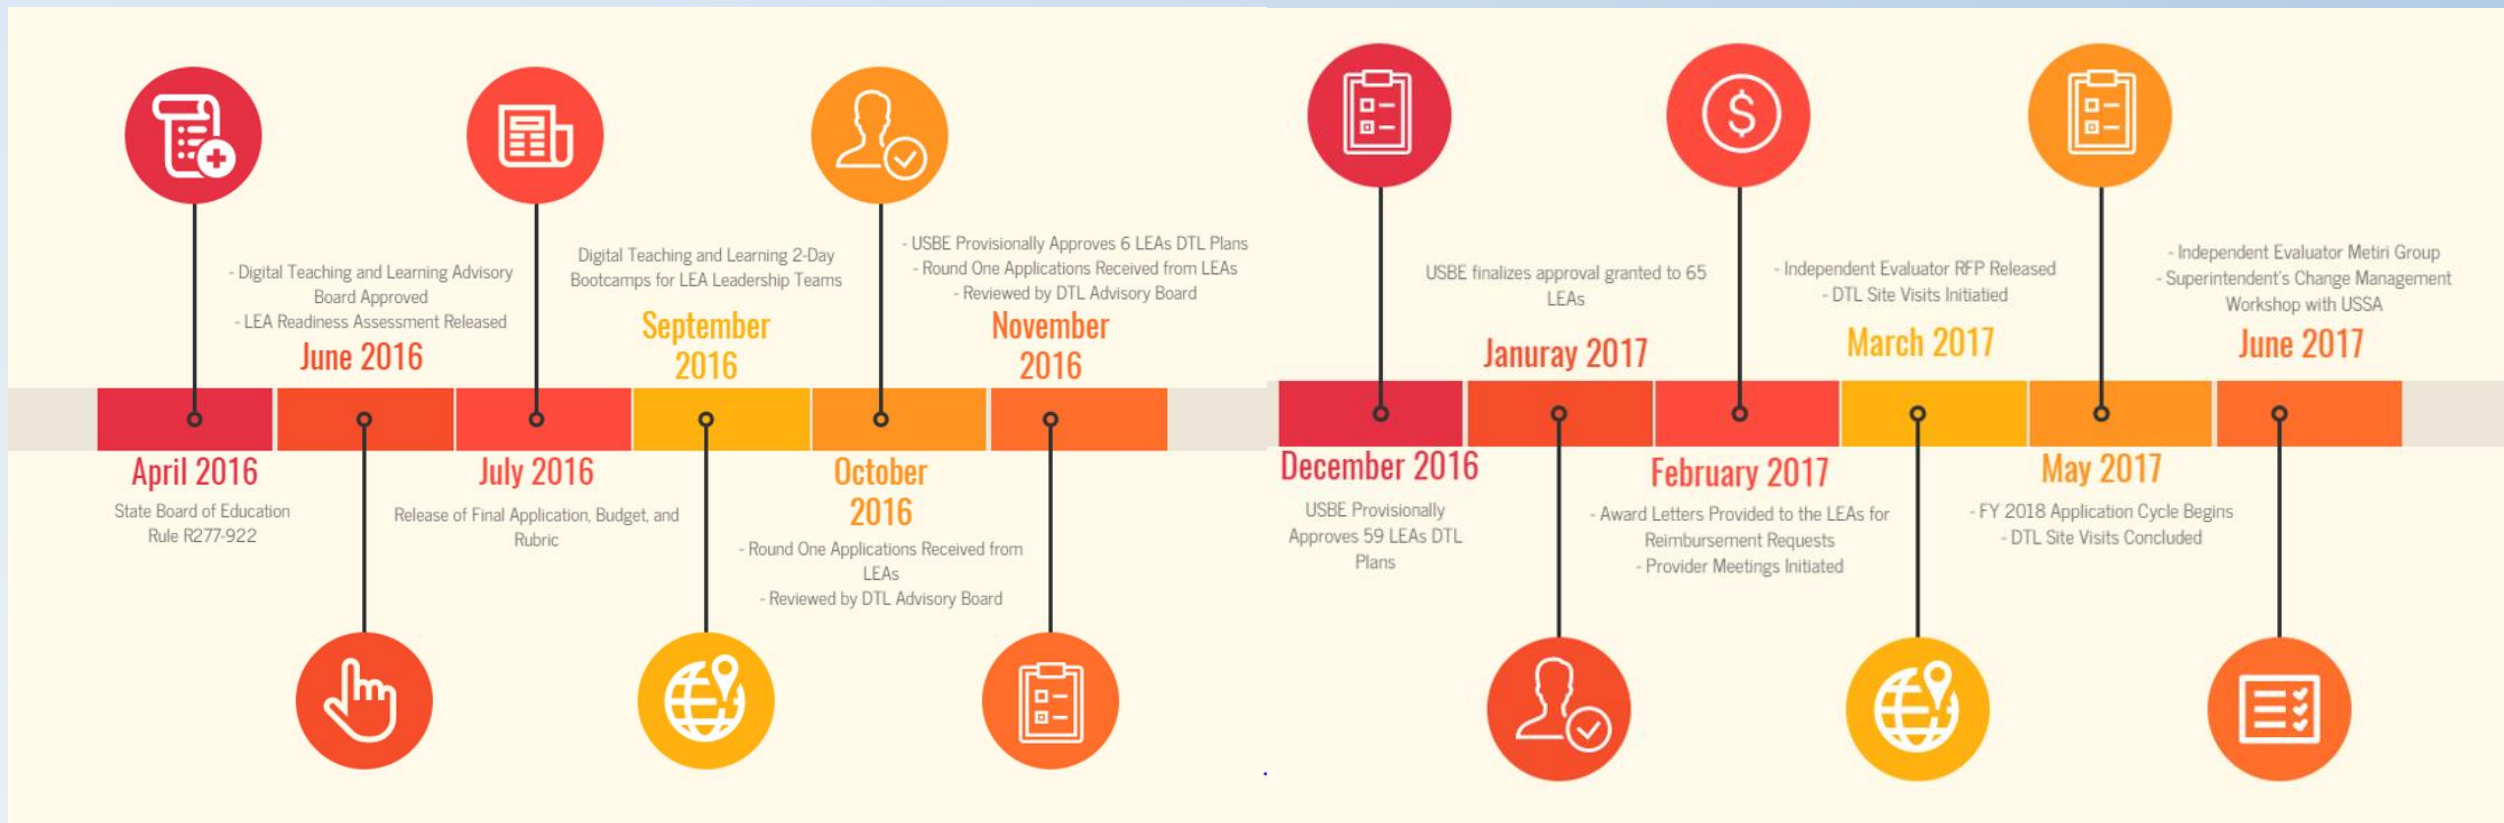 April 2016
State Board of Education
Rule R277-922
- Digital Teaching and Learning Advisory
Board Approved
- LEA Readiness Assessment Released
June 2016
July 2016
Release of Final Application, Budget, and
Rubric
Digital Teaching and Learning 2-Day
Bootcamps for LEA Leadership Teams
September
2016
October
2016
- Round One Applications Received from
LEAs
- Reviewed by DTL Advisory Board
- USBE Provisionally Approves 6 LEAs DTL Plans
- Round One Applications Received from LEAs
- Reviewed by DTL Advisory Board
November
2016
December 2016
USBE Provisionally
Approves 59 LEAs DTL
Plans
USBE finalizes approval granted to 65
LEAs
Januray 2017
$
February 2017
- Award Letters Provided to the LEAs for
Reimbursement Requests
- Provider Meetings Initiated
- Independent Evaluator RFP Released
- DTL Site Visits Initiatied
March 2017
May 2017
- FY 2018 Application Cycle Begins
- DTL Site Visits Concluded
- Independent Evaluator Metiri Group
- Superintendent's Change Management
Workshop with USSA
June 2017